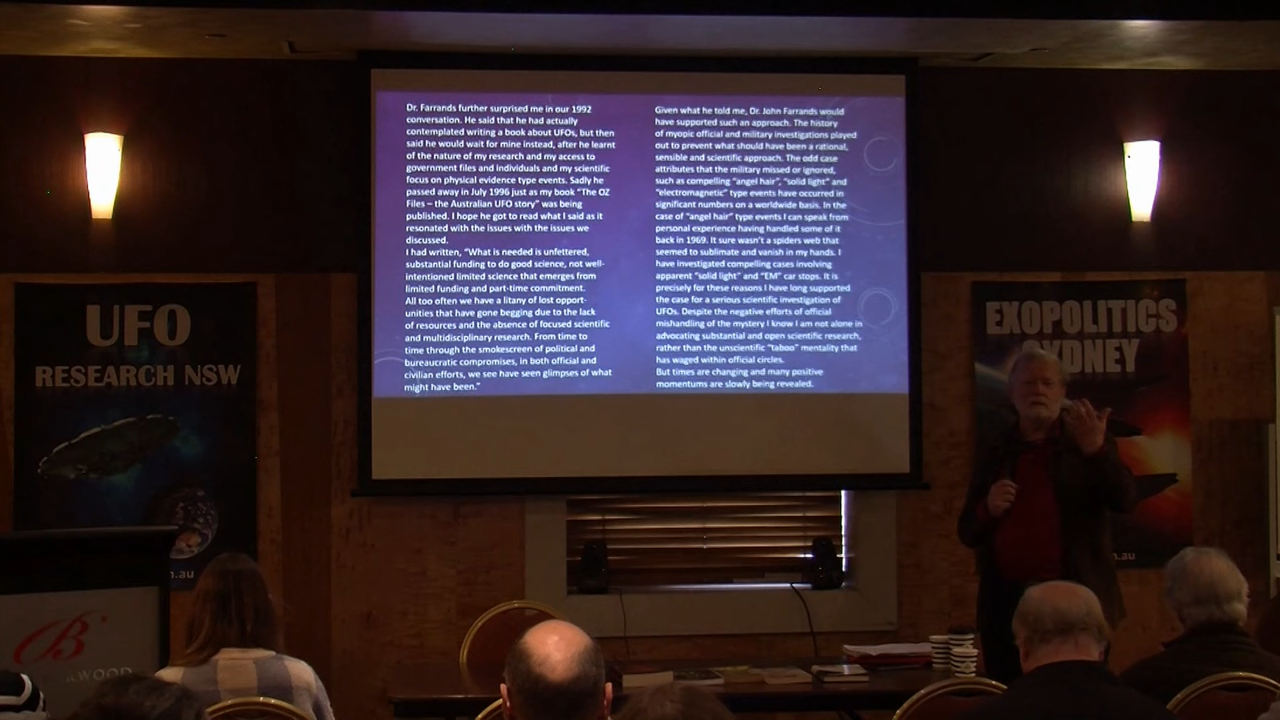 Dr. Farrands further surprised me in our 1992
conversation. He said that he had actually
contemplated writing a book about UFOs, but then
said he would wait for mine instead, after he learnt
of the nature of my research and my access to
government files and individuals and my scientific
focus on physical evidence type events. Sadly he
passed away in July 1996 just as my book "The OZ
Files – the Australian UFO story" was being
published. I hope he got to read what I said as it
resonated with the issues with the issues we
discussed.
I had written, "What is needed is unfettered,
substantial funding to do good science, not well-
intentioned limited science that emerges from
limited funding and part-time commitment.
All too often we have a litany of lost opport-
unities that have gone begging due to the lack
of resources and the absence of focused scientific
and multidisciplinary research. From time to
time through the smokescreen of political and
bureaucratic compromises, in both official and
civilian efforts, we see have seen glimpses of what
might have been."
Given what he told me, Dr. John Farrands would
have supported such an approach. The history
of myopic official and military investigations played
out to prevent what should have been a rational,
sensible and scientific approach. The odd case
attributes that the military missed or ignored,
such as compelling "angel hair", "solid light" and
"electromagnetic" type events have occurred in
significant numbers on a worldwide basis. In the
case of "angel hair" type events I can speak from
personal experience having handled some of it
back in 1969. It sure wasn't a spiders web that
seemed to sublimate and vanish in my hands. I
have investigated compelling cases involving
apparent "solid light" and "EM" car stops. It is
precisely for these reasons I have long supported
the case for a serious scientific investigation of
UFOs. Despite the negative efforts of official
mishandling of the mystery I know I am not alone in
advocating substantial and open scientific research,
rather than the unscientific "taboo" mentality that
has waged within official circles.
But times are changing and many positive
momentums are slowly being revealed.
UFO
RESEARCH NSW
n.au
EXOPOLITICS
SYDNEY
n.au
B
WOOD